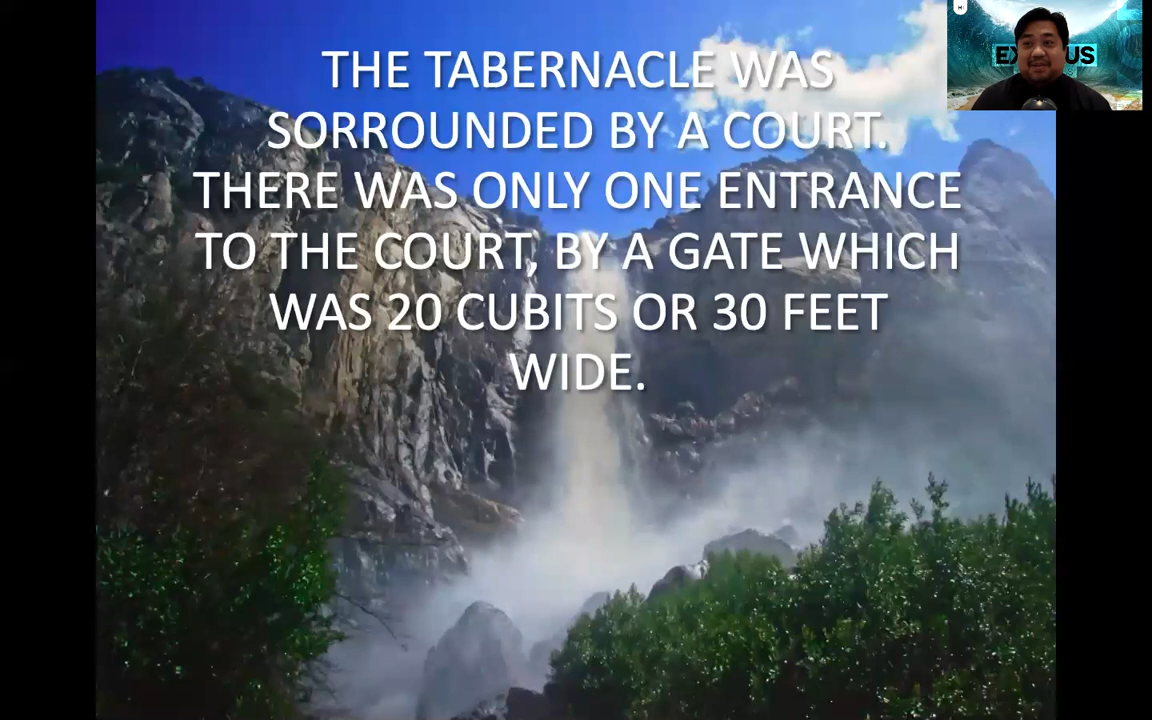 THE TABERNACLE WAS
SORROUNDED BY A COURT.
THERE WAS ONLY ONE ENTRANCE
TO THE COURT, BY A GATE WHICH
WAS 20 CUBITS OR 30 FEET
WIDE.